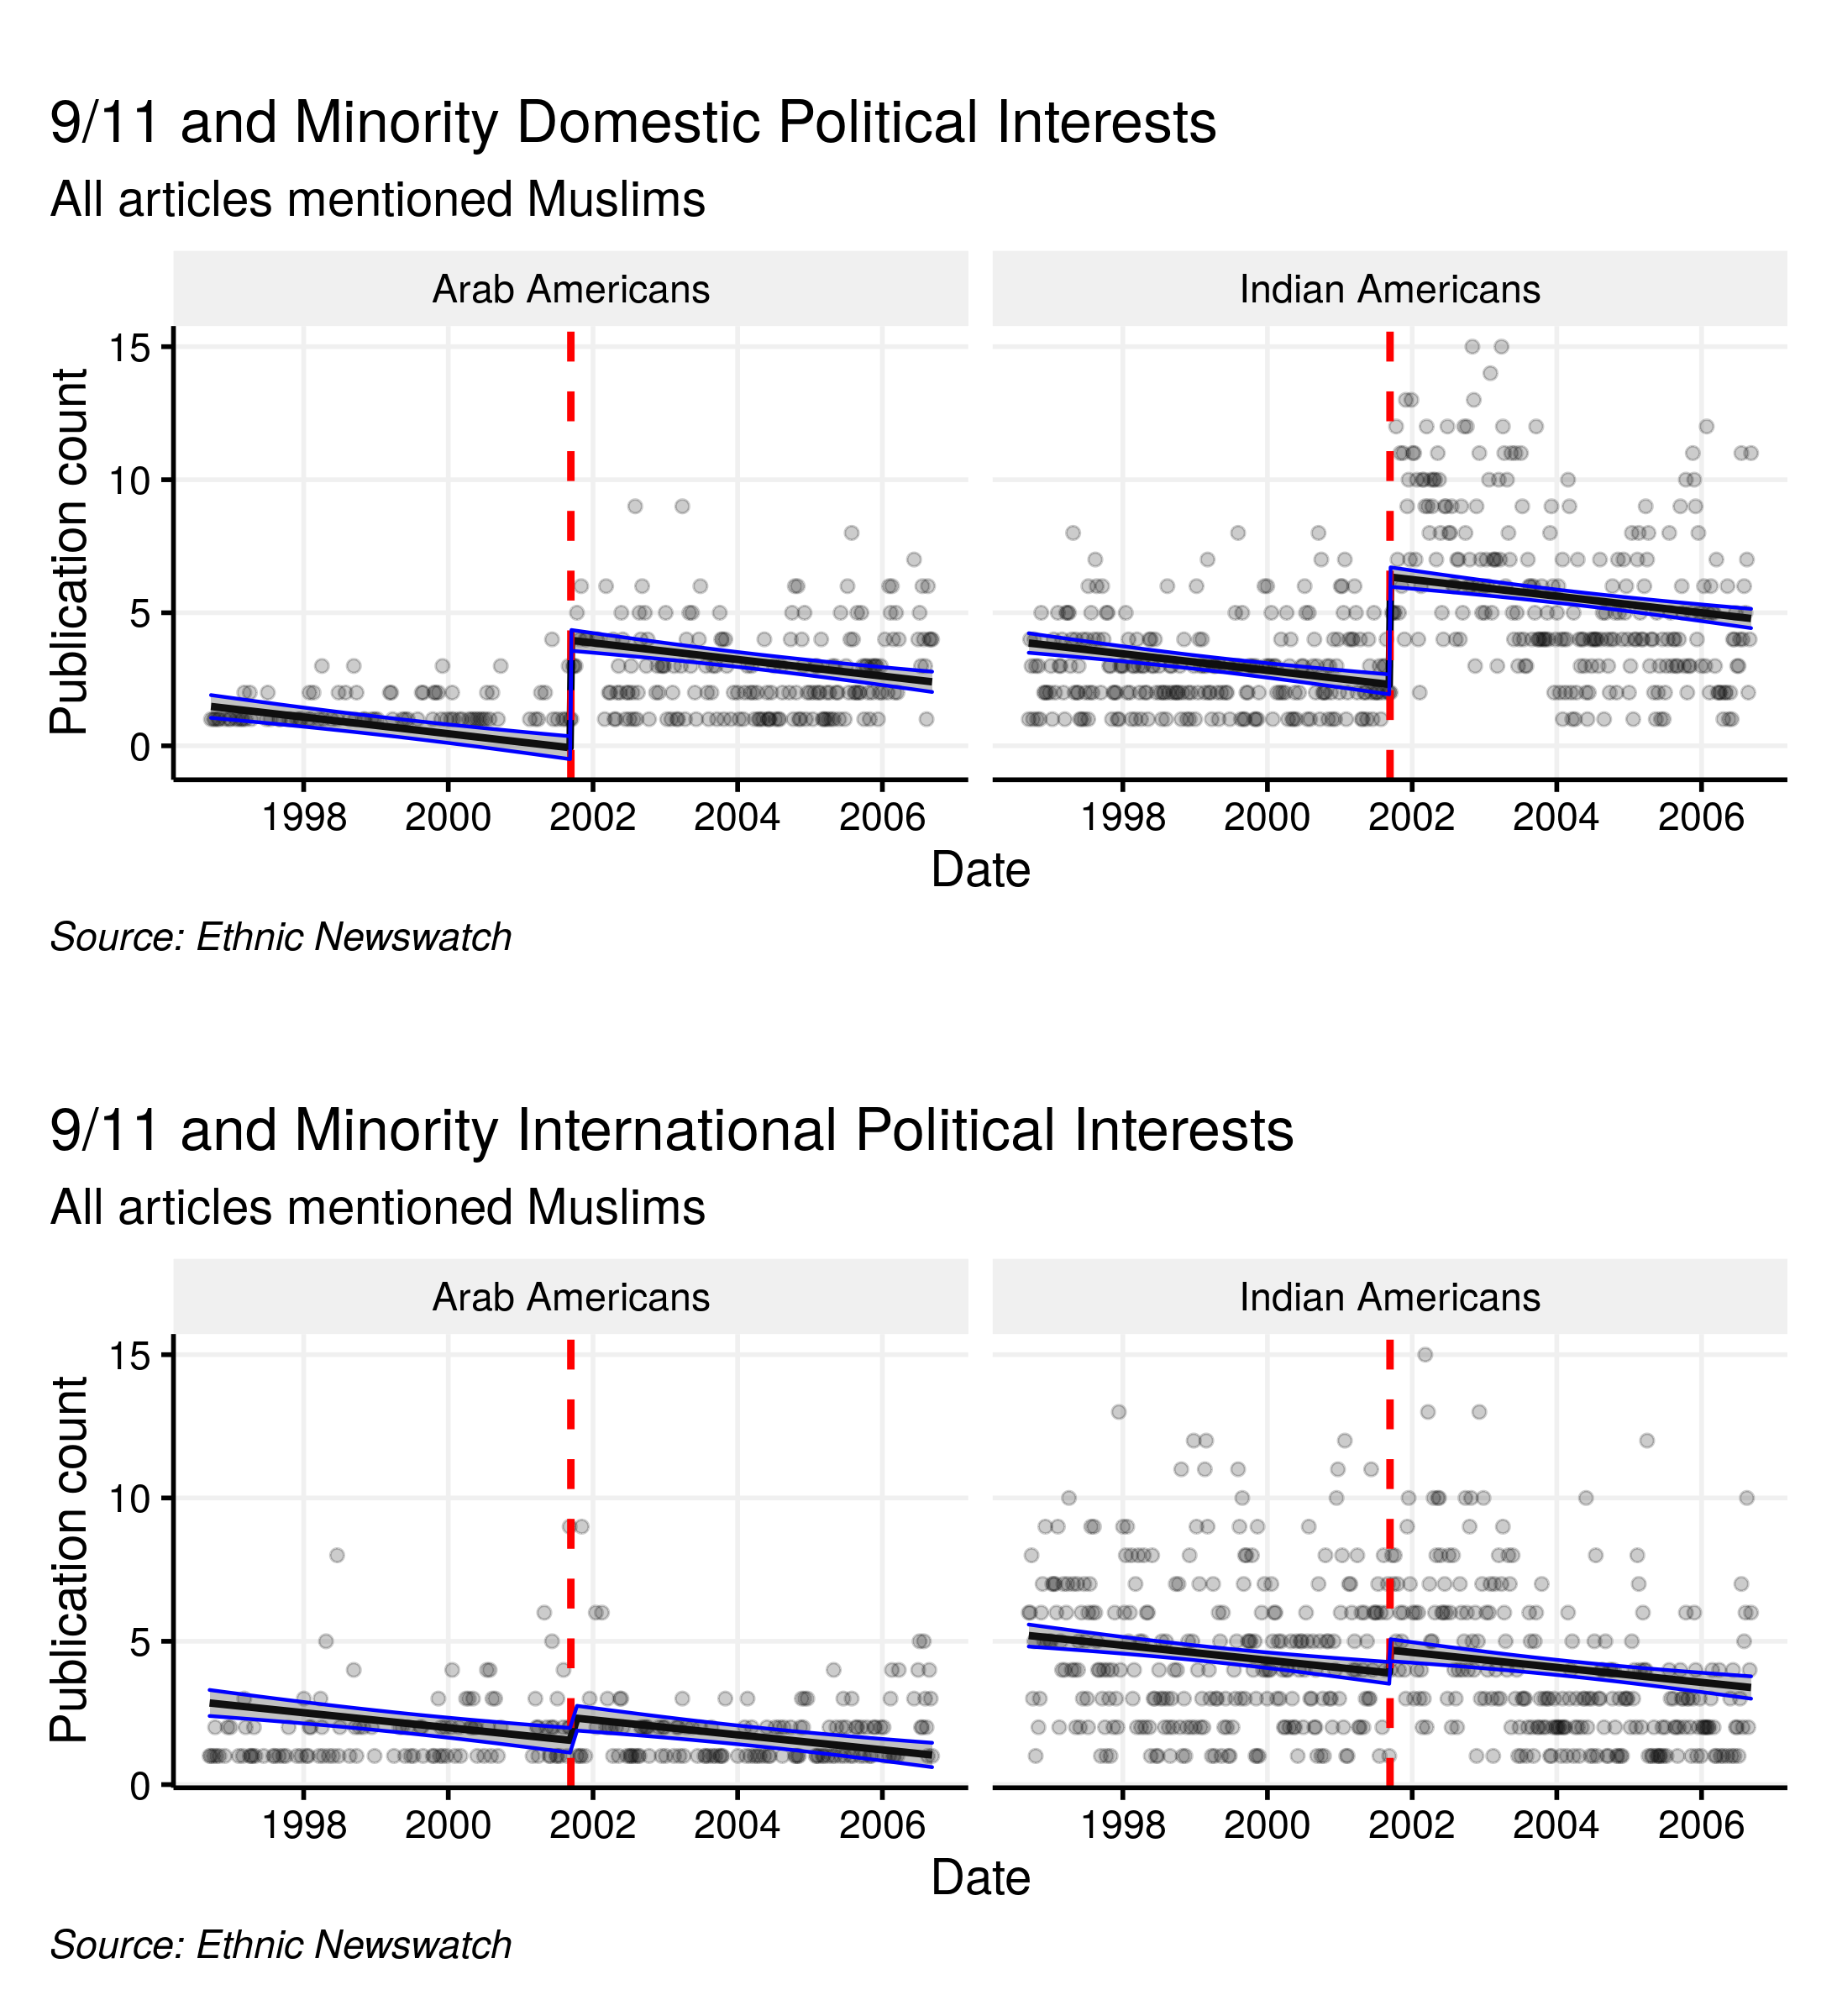 9/11 and Minority Domestic Political Interests
All articles mentioned Muslims
Arab Americans
Indian Americans
Publication count
15
10
5
0
1998 2000 2002 2004 2006
1998 2000 2002 2004 2006
Date
Source: Ethnic Newswatch
9/11 and Minority International Political Interests
All articles mentioned Muslims
Arab Americans
Indian Americans
Publication count
15
10
5
0
1998 2000 2002 2004 2006
1998 2000 2002 2004 2006
Date
Source: Ethnic Newswatch